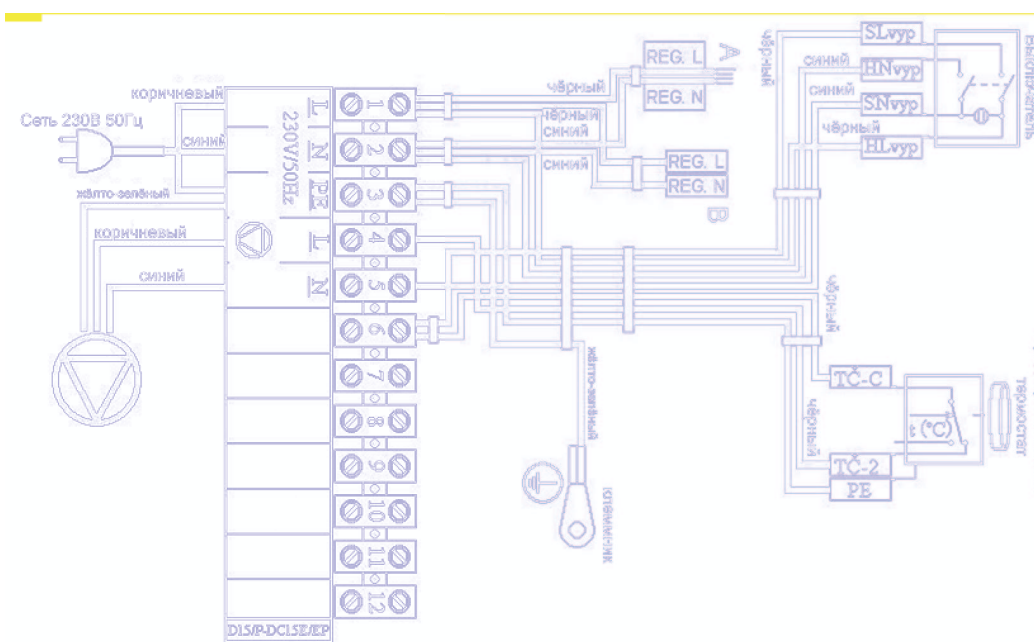 коричневый
Сеть 230В 50Гц
синий
жёлто-зелёный
коричневый
синий
L
N
PE
L
N
230V/50Hz
1
2
3
4
5
6
7
8
9
10
11
12
D15/P-DC15E/EP
чёрный
чёрный
синий
синий
REG. L
REG. N
A
REG. L
REG. N
B
чёрный
синий
синий
чёрный
SLvyp
HNvyp
SNvyp
HLvyp
выключатель
чёрный
чёрный
TČ-C
TČ-2
PE
(°C)
термостат
жёлто-зелёный
клеммник